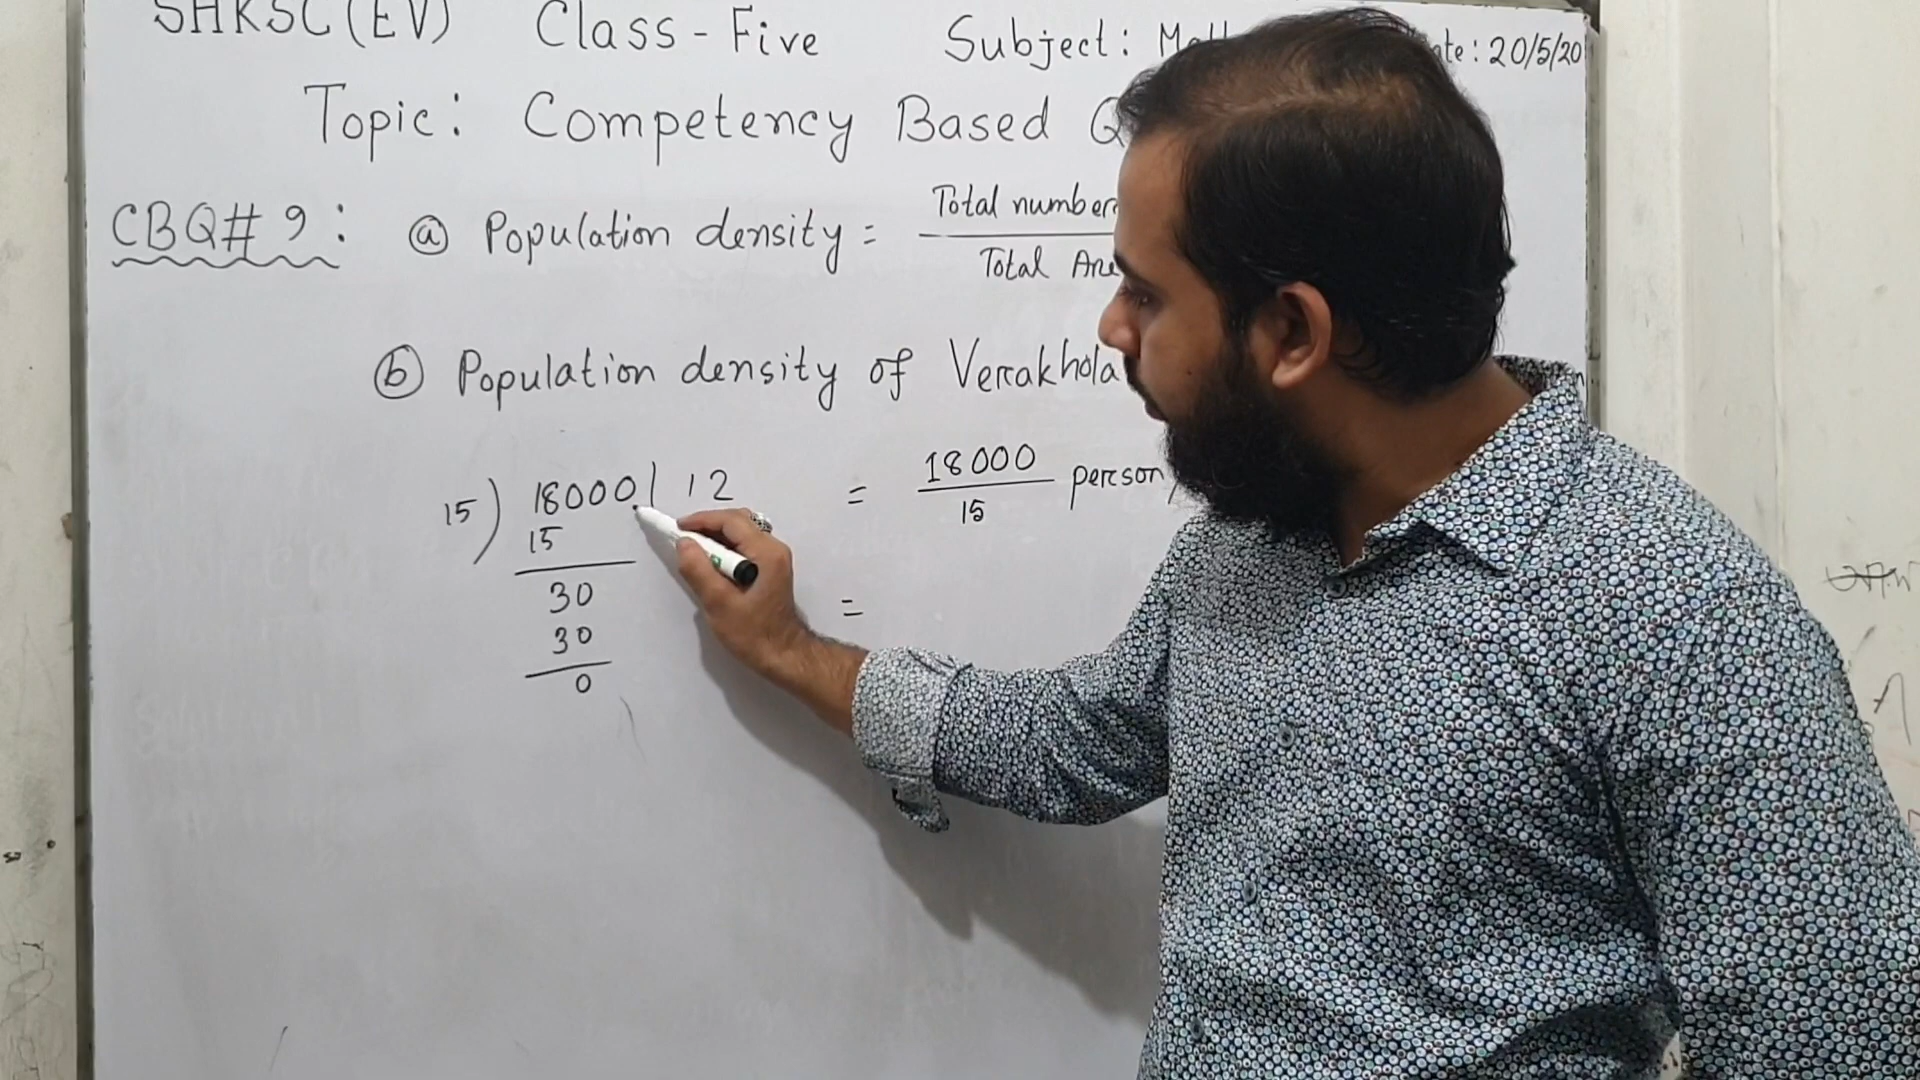 SHKSC (EV) Class - Five Subject: Date: 20/5/20
Topic: Competency Based
CBQ# 9: ⓐ Population density = Total number
Total
ⓑ Population density of Verrakhola
15) 18000 | 12 = 18000 person/
15 15
30 =
30
0